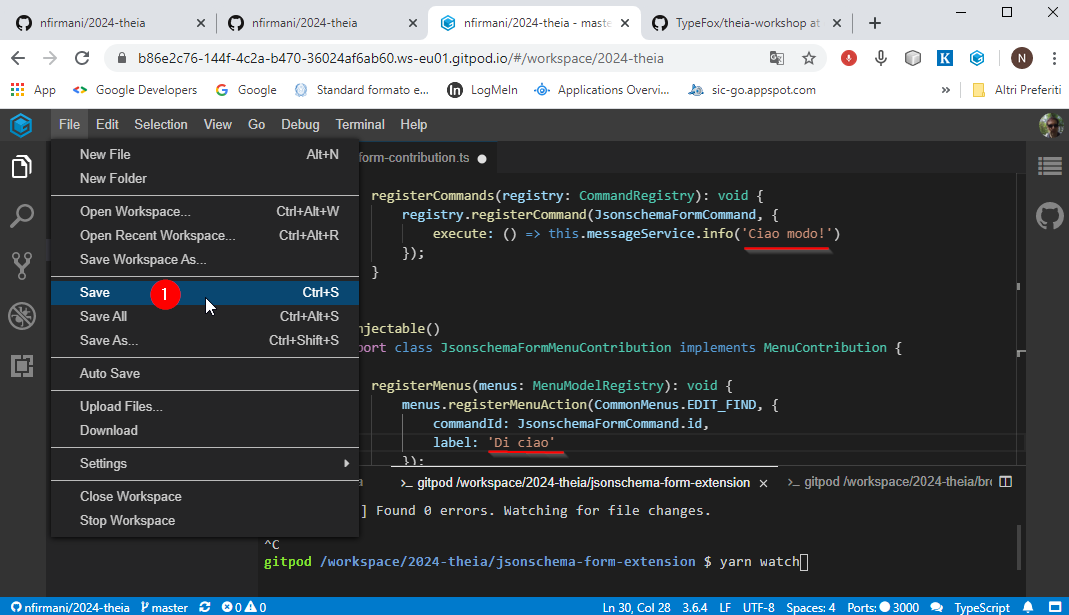 nfirmani/2024-theia
nfirmani/2024-theia
nfirmani/2024-theia - maste
TypeFox/theia-workshop at
b86e2c76-144f-4c2a-b470-36024af6ab60.ws-eu01.gitpod.io/#/workspace/2024-theia
K
N
App
Google Developers
Google
Standard formato e...
LogMeIn
Applications Overvi...
sic-go.appspot.com
»
Altri Preferiti
File Edit Selection View Go Debug Terminal Help
New File Alt+N
New Folder
Open Workspace... Ctrl+Alt+W
Open Recent Workspace... Ctrl+Alt+R
Save Workspace As...
Save 1 Ctrl+S
Save All Ctrl+Alt+S
Save As... Ctrl+Shift+S
Auto Save
Upload Files...
Download
Settings
Close Workspace
Stop Workspace
form-contribution.ts
registerCommands(registry: CommandRegistry): void {
registry.registerCommand(JsonschemaFormCommand, {
execute: () => this.messageService.info('Ciao modo!')
});
}
njectable()
port class JsonschemaFormMenuContribution implements MenuContribution {
registerMenus(menus: MenuModelRegistry): void {
menus.registerMenuAction(CommonMenus.EDIT_FIND, {
commandId: JsonschemaFormCommand.id,
label: 'Di ciao'
});
>_ gitpod /workspace/2024-theia/jsonschema-form-extension
>_ gitpod /workspace/2024-theia/bro
] Found 0 errors. Watching for file changes.
^C
gitpod /workspace/2024-theia/jsonschema-form-extension $ yarn watch
nfirmani/2024-theia master 0 0 Ln 30, Col 28 3.6.4 LF UTF-8 Spaces: 4 Ports: 3000 TypeScript